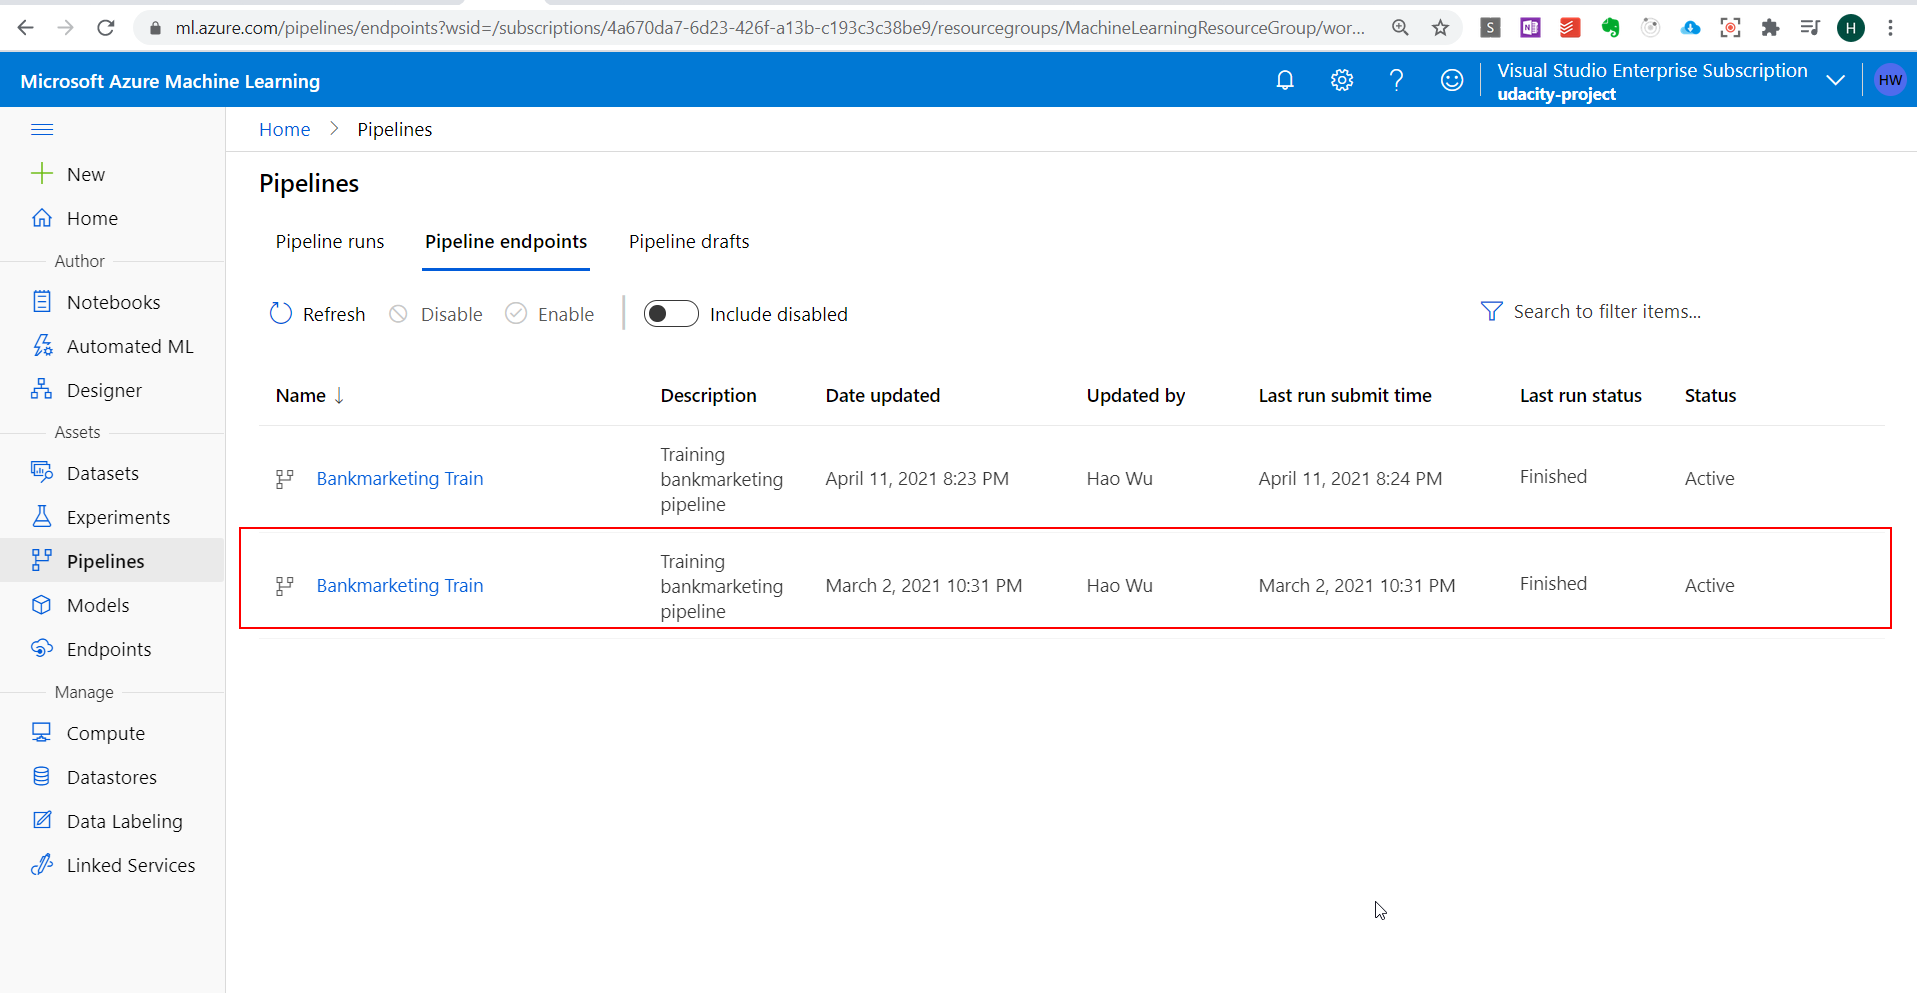 ml.azure.com/pipelines/endpoints?wsid=/subscriptions/4a670da7-6d23-426f-a13b-c193c3c38be9/resourcegroups/MachineLearningResourceGroup/wor...
S
N
H
Microsoft Azure Machine Learning
Visual Studio Enterprise Subscription
udacity-project
HW
Home > Pipelines
New
Home
Author
Notebooks
Automated ML
Designer
Assets
Datasets
Experiments
Pipelines
Models
Endpoints
Manage
Compute
Datastores
Data Labeling
Linked Services
Pipelines
Pipeline runs Pipeline endpoints Pipeline drafts
Refresh Disable Enable Include disabled Search to filter items...
Name ↓ Description Date updated Updated by Last run submit time Last run status Status
Bankmarketing Train Training bankmarketing pipeline April 11, 2021 8:23 PM Hao Wu April 11, 2021 8:24 PM Finished Active
Bankmarketing Train Training bankmarketing pipeline March 2, 2021 10:31 PM Hao Wu March 2, 2021 10:31 PM Finished Active